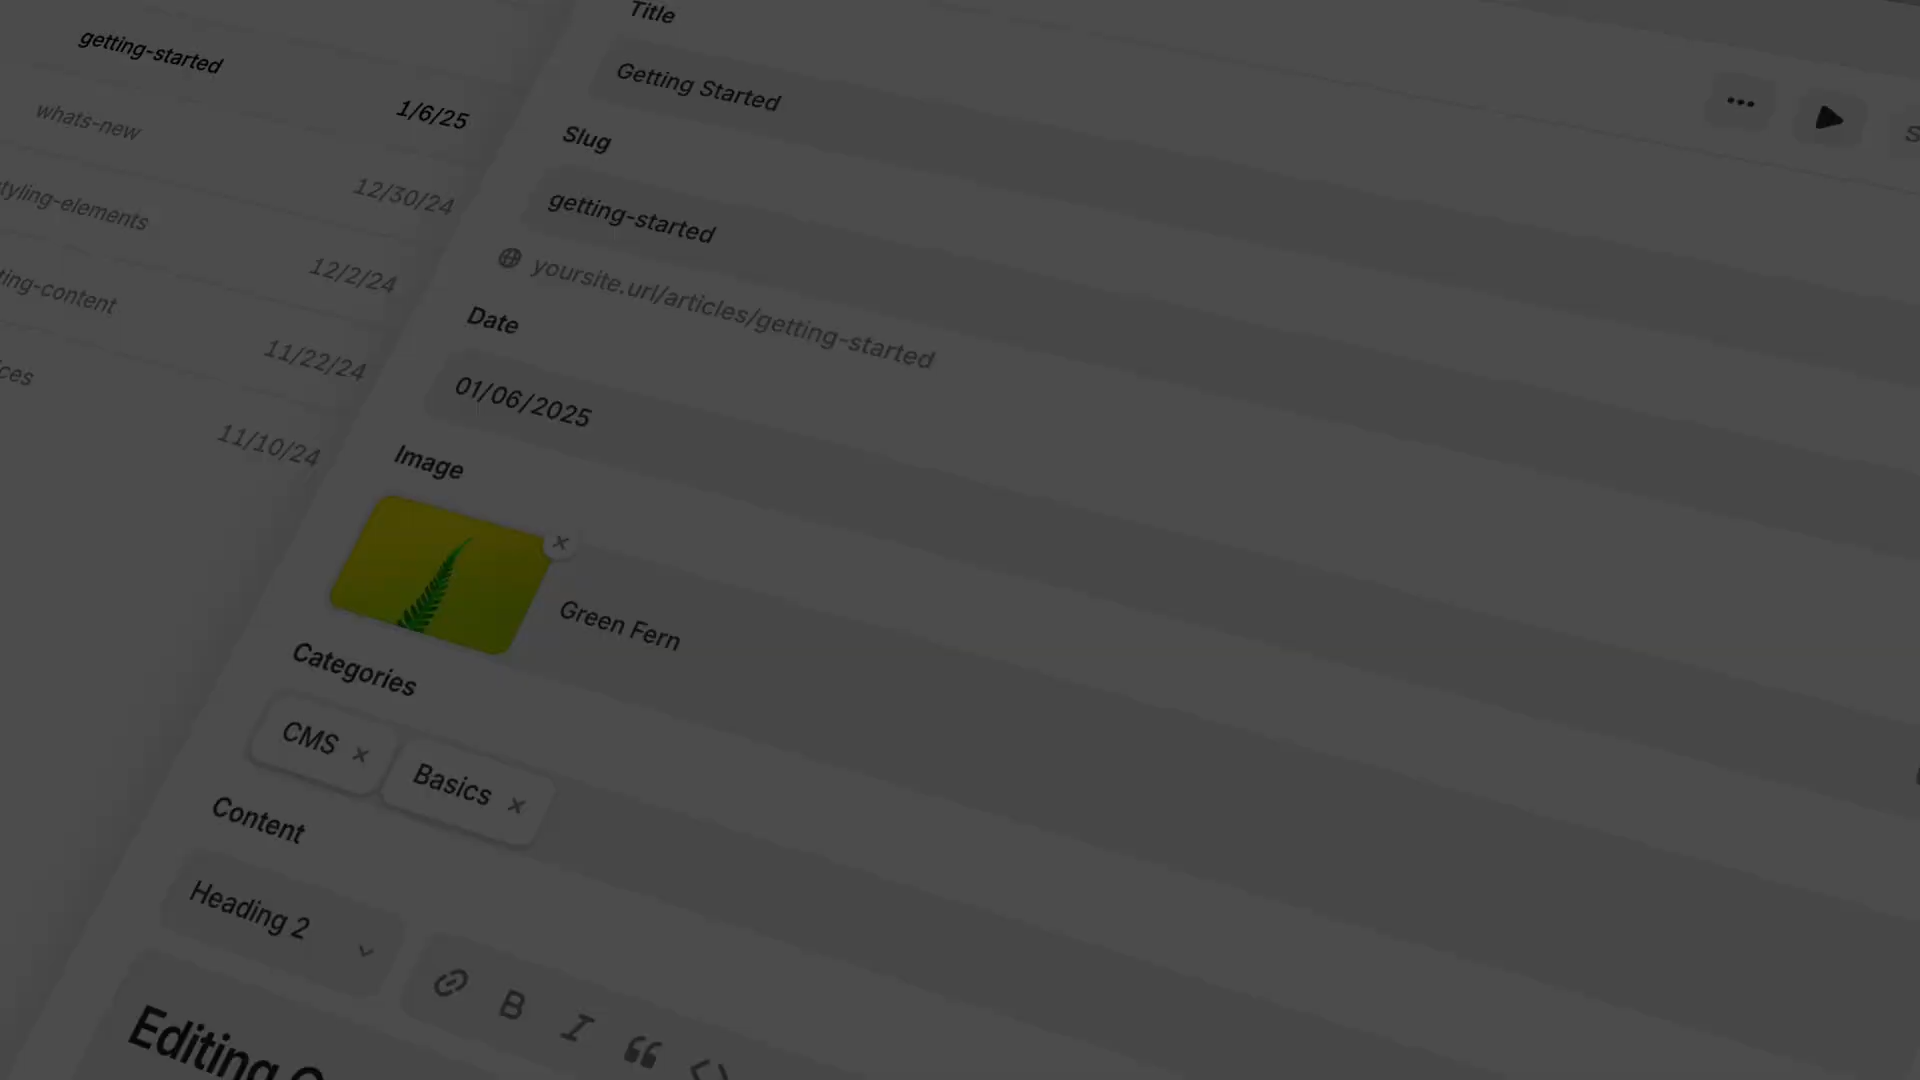 getting-started
1/6/25
whats-new
12/30/24
tyling-elements
12/2/24
ting-content
11/22/24
ces
11/10/24
Title
Getting Started
Slug
getting-started
yoursite.url/articles/getting-started
Date
01/06/2025
Image
Green Fern
Categories
CMS
Basics
Content
Heading 2
B I
Editing
S